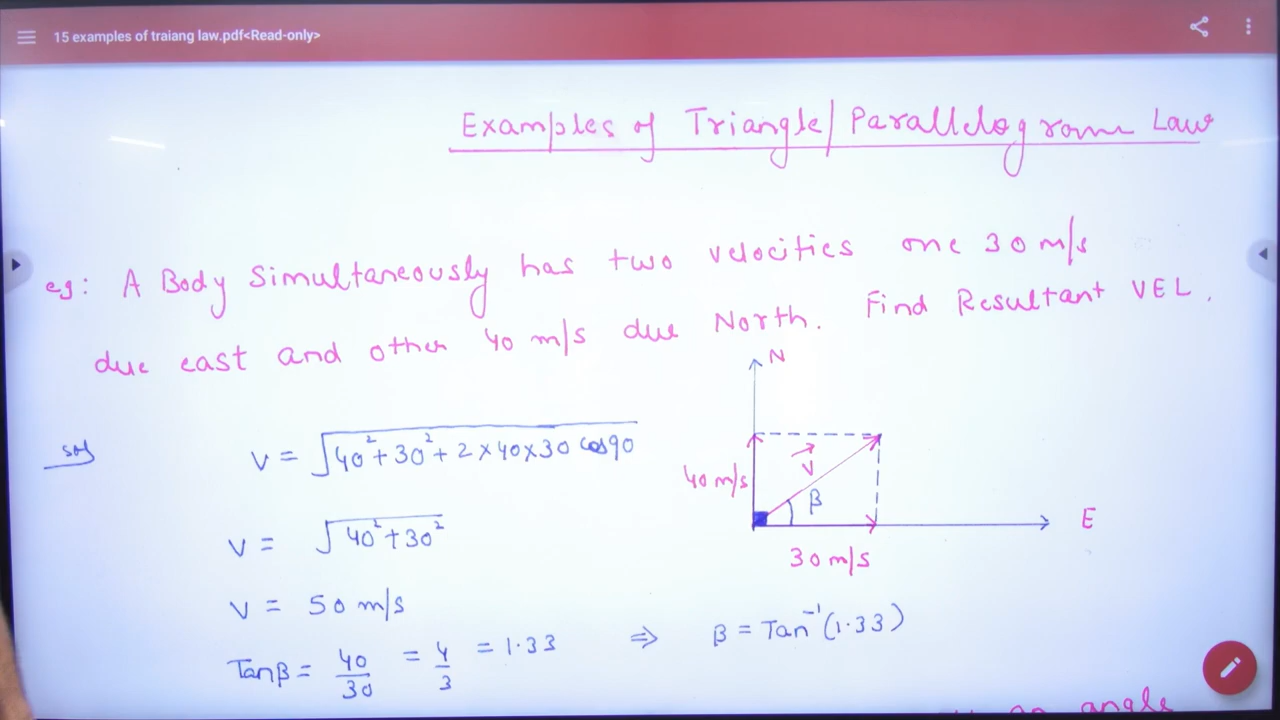 15 examples of traiang law.pdf<Read-only>
Examples of Triangle/Parallelogram Law
eg: A Body Simultaneously has two velocities one 30 m/s
due east and other 40 m/s due North. Find Resultant VEL.
N
sol
V = √40²+30²+2×40×30 cos90
40 m/s
V
β
E
V = √40²+30²
30 m/s
V = 50 m/s
Tanβ = 40/30 = 4/3 = 1.33 ⇒ β = Tan⁻¹(1.33)
an angle